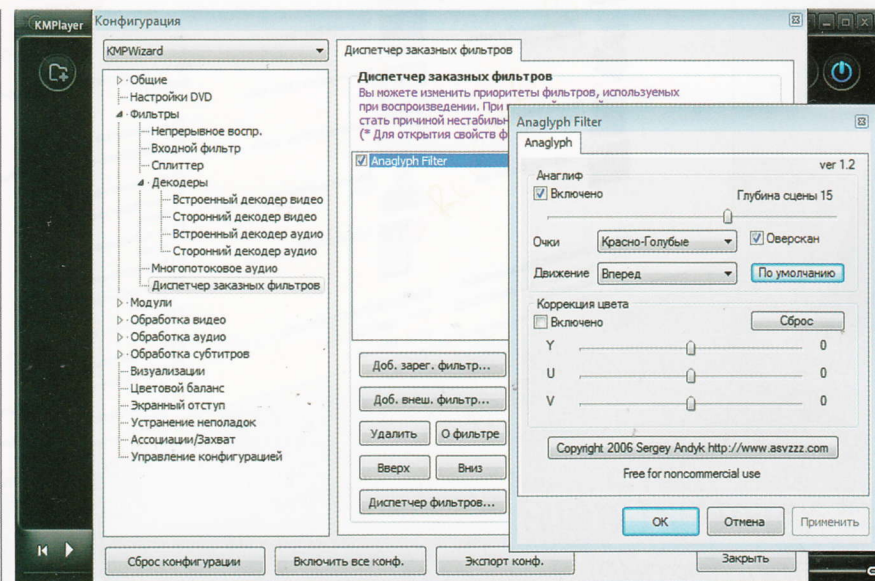 KMPlayer
Конфигурация
KMPWizard
Общие
Настройки DVD
Фильтры
Непрерывное воспр.
Входной фильтр
Сплиттер
Декодеры
Встроенный декодер видео
Сторонний декодер видео
Встроенный декодер аудио
Сторонний декодер аудио
Многопотоковое аудио
Диспетчер заказных фильтров
Модули
Обработка видео
Обработка аудио
Обработка субтитров
Визуализации
Цветовой баланс
Экранный отступ
Устранение неполадок
Ассоциации/Захват
Управление конфигурацией
Диспетчер заказных фильтров
Диспетчер заказных фильтров
Вы можете изменить приоритеты фильтров, используемых
при воспроизведении. При
стать причиной
(* Для открытия свойств
Anaglyph Filter
Доб. зарег. фильтр...
Доб. внеш. фильтр...
Удалить О фильтре
Вверх Вниз
Диспетчер фильтров...
Anaglyph Filter
Anaglyph
ver 1.2
Анаглиф
Включено Глубина сцены 15
Очки Красно-Голубые Оверскан
Движение Вперед По умолчанию
Коррекция цвета
Включено Сброс
Y 0
U 0
V 0
Copyright 2006 Sergey Andyk http://www.asvzzz.com
Free for noncommercial use
OK Отмена Применить
Сброс конфигурации Включить все конф. Экспорт конф. Закрыть